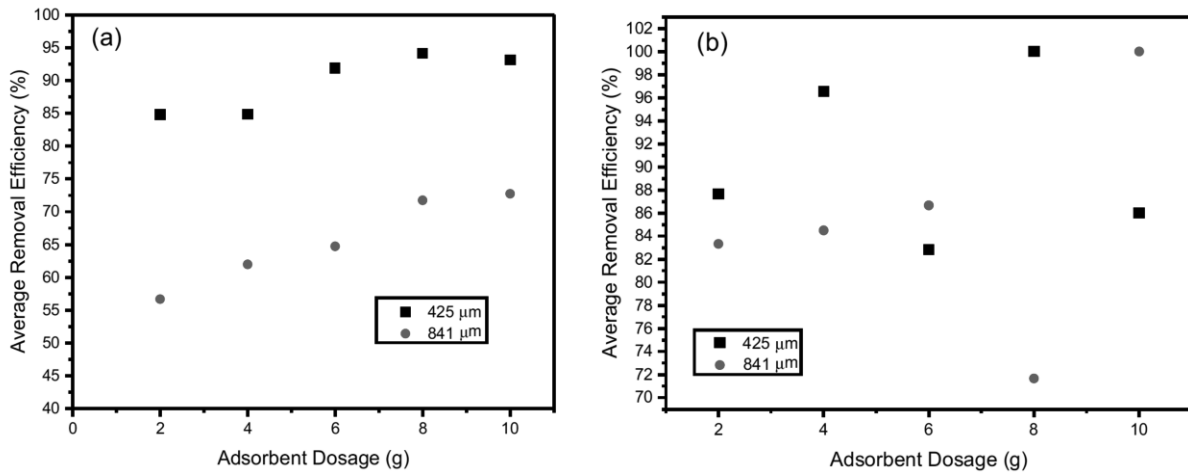 (a)
Average Removal Efficiency (%)
100
95
90
85
80
75
70
65
60
55
50
45
40
0 2 4 6 8 10
Adsorbent Dosage (g)
425 μm
841 μm
(b)
Average Removal Efficiency (%)
102
100
98
96
94
92
90
88
86
84
82
80
78
76
74
72
70
2 4 6 8 10
Adsorbent Dosage (g)
425 μm
841 μm